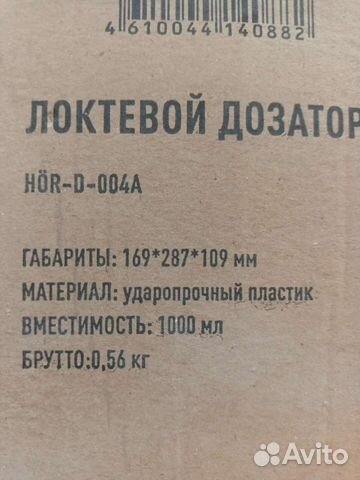 4610044140882
ЛОКТЕВОЙ ДОЗАТОР
HÖR-D-004A
ГАБАРИТЫ: 169*287*109 мм
МАТЕРИАЛ: ударопрочный пластик
ВМЕСТИМОСТЬ: 1000 мл
БРУТТО:0,56 кг
Avito